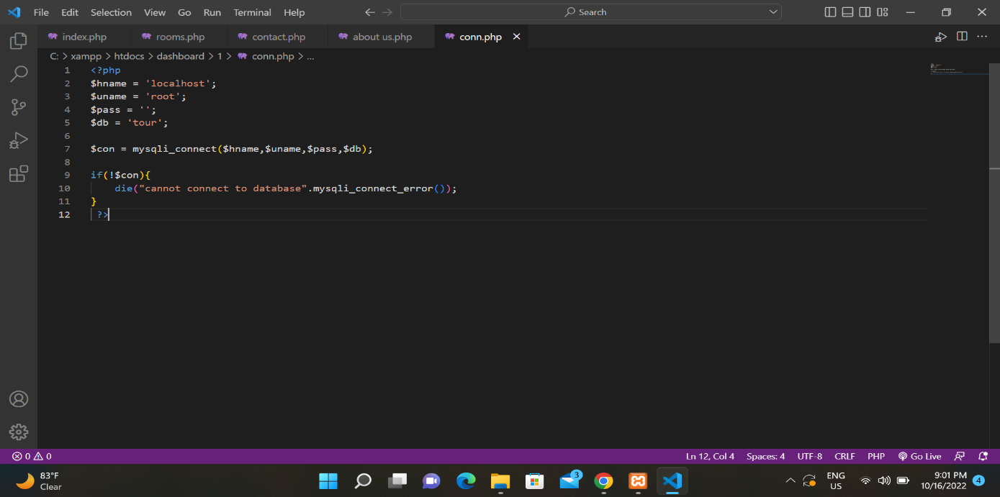 File Edit Selection View Go Run Terminal Help Search
index.php rooms.php contact.php about us.php conn.php
C: > xampp > htdocs > dashboard > 1 > conn.php > ...
1 <?php
2 $hname = 'localhost';
3 $uname = 'root';
4 $pass = '';
5 $db = 'tour';
6
7 $con = mysqli_connect($hname,$uname,$pass,$db);
8
9 if(!$con){
10 die("cannot connect to database".mysqli_connect_error());
11 }
12 ?>
0 0 Ln 12, Col 4 Spaces: 4 UTF-8 CRLF PHP Go Live
83°F
Clear
3
ENG
US
9:01 PM
10/16/2022
4